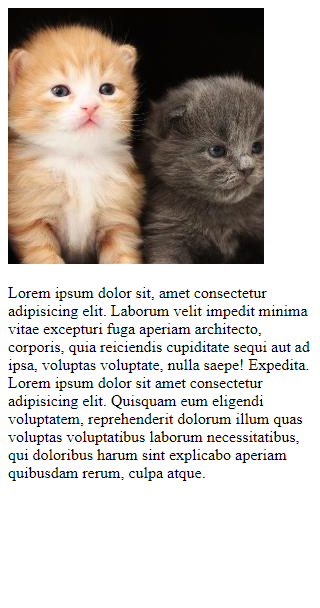 Lorem ipsum dolor sit, amet consectetur
adipisicing elit. Laborum velit impedit minima
vitae excepturi fuga aperiam architecto,
corporis, quia reiciendis cupiditate sequi aut ad
ipsa, voluptas voluptate, nulla saepe! Expedita.
Lorem ipsum dolor sit amet consectetur
adipisicing elit. Quisquam eum eligendi
voluptatem, reprehenderit dolorum illum quas
voluptas voluptatibus laborum necessitatibus,
qui doloribus harum sint explicabo aperiam
quibusdam rerum, culpa atque.